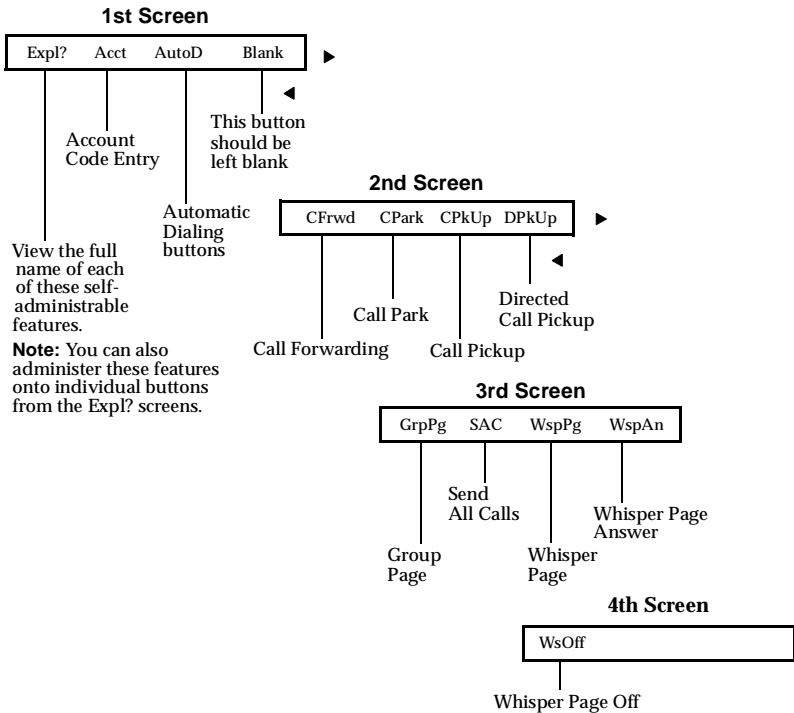 1st Screen
Expl? Acct AutoD Blank
Account
Code Entry
This button
should be
left blank
Automatic
Dialing
buttons
View the full
name of each
of these self-
administrable
features.
Note: You can also
administer these features
onto individual buttons
from the Expl? screens.
2nd Screen
CFrwd CPark CPkUp DPkUp
Call Forwarding
Call Park
Call Pickup
Directed
Call Pickup
3rd Screen
GrpPg SAC WspPg WspAn
Send
All Calls
Whisper Page
Answer
Group
Page
Whisper
Page
4th Screen
WsOff
Whisper Page Off